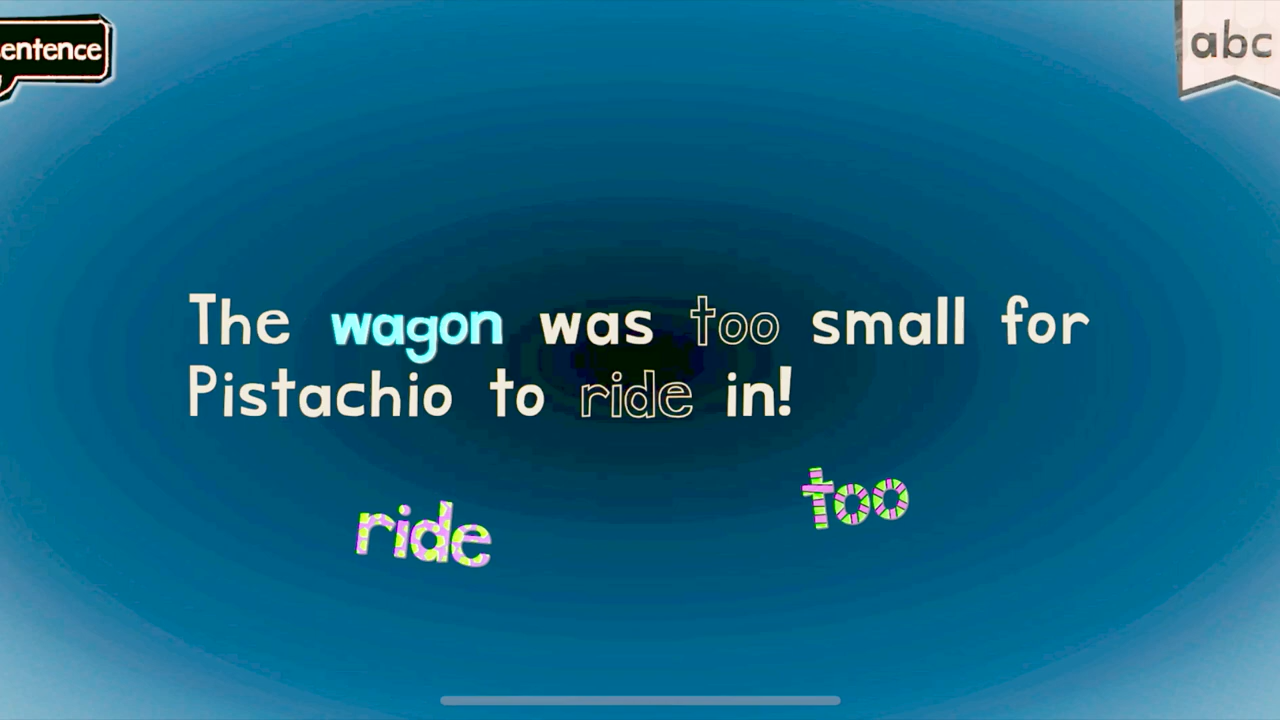 entence
abc
The wagon was too small for
Pistachio to ride in!
too
ride